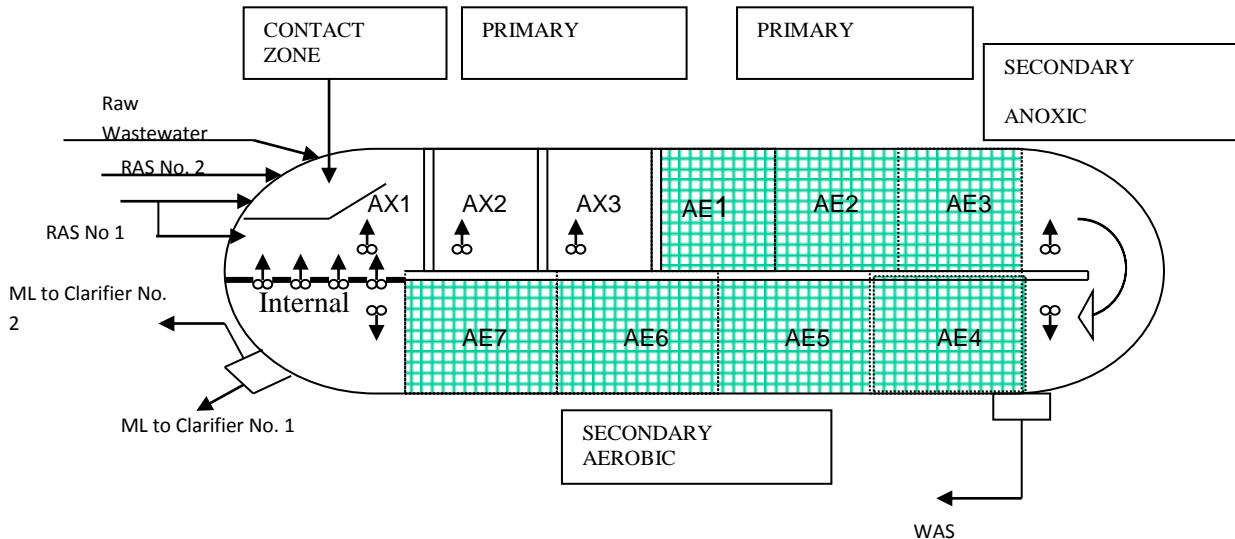 CONTACT
ZONE
PRIMARY
PRIMARY
SECONDARY
ANOXIC
Raw
Wastewater
RAS No. 2
RAS No 1
ML to Clarifier No.
2
ML to Clarifier No. 1
AX1
AX2
AX3
AE1
AE2
AE3
Internal
AE7
AE6
AE5
AE4
SECONDARY
AEROBIC
WAS